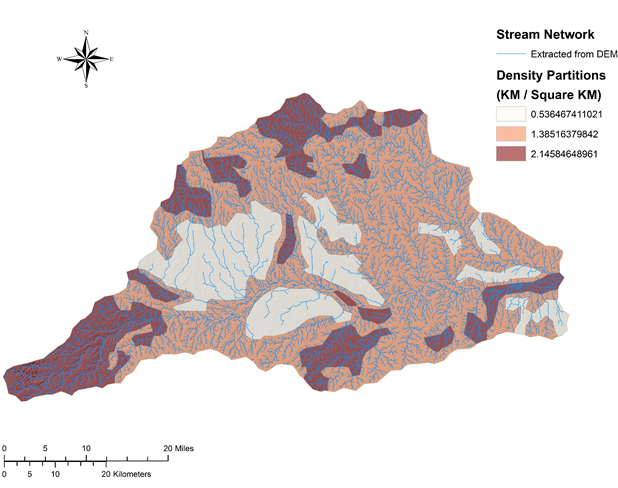 N
W E
S
Stream Network
Extracted from DEM
Density Partitions
(KM / Square KM)
0.536467411021
1.38516379842
2.14584648961
0 5 10 20 Miles
0 5 10 20 Kilometers